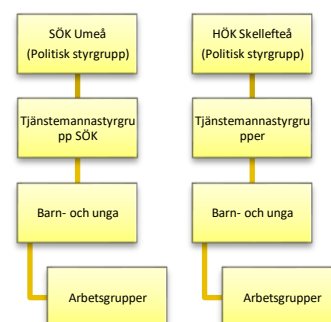 SÖK Umeå
(Politisk styrgrupp)
Tjänstemannastyrgru
pp SÖK
Barn- och unga
Arbetsgrupper
HÖK Skellefteå
(Politisk styrgrupp)
Tjänstemannastyrgru
pper
Barn- och unga
Arbetsgrupper